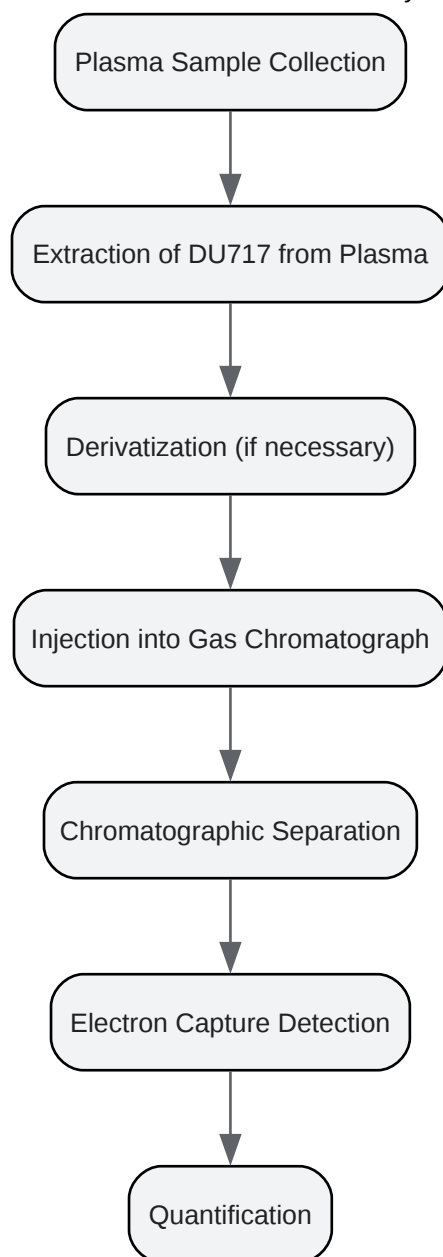 Plasma Sample Collection
Extraction of DU717 from Plasma
Derivatization (if necessary)
Injection into Gas Chromatograph
Chromatographic Separation
Electron Capture Detection
Quantification